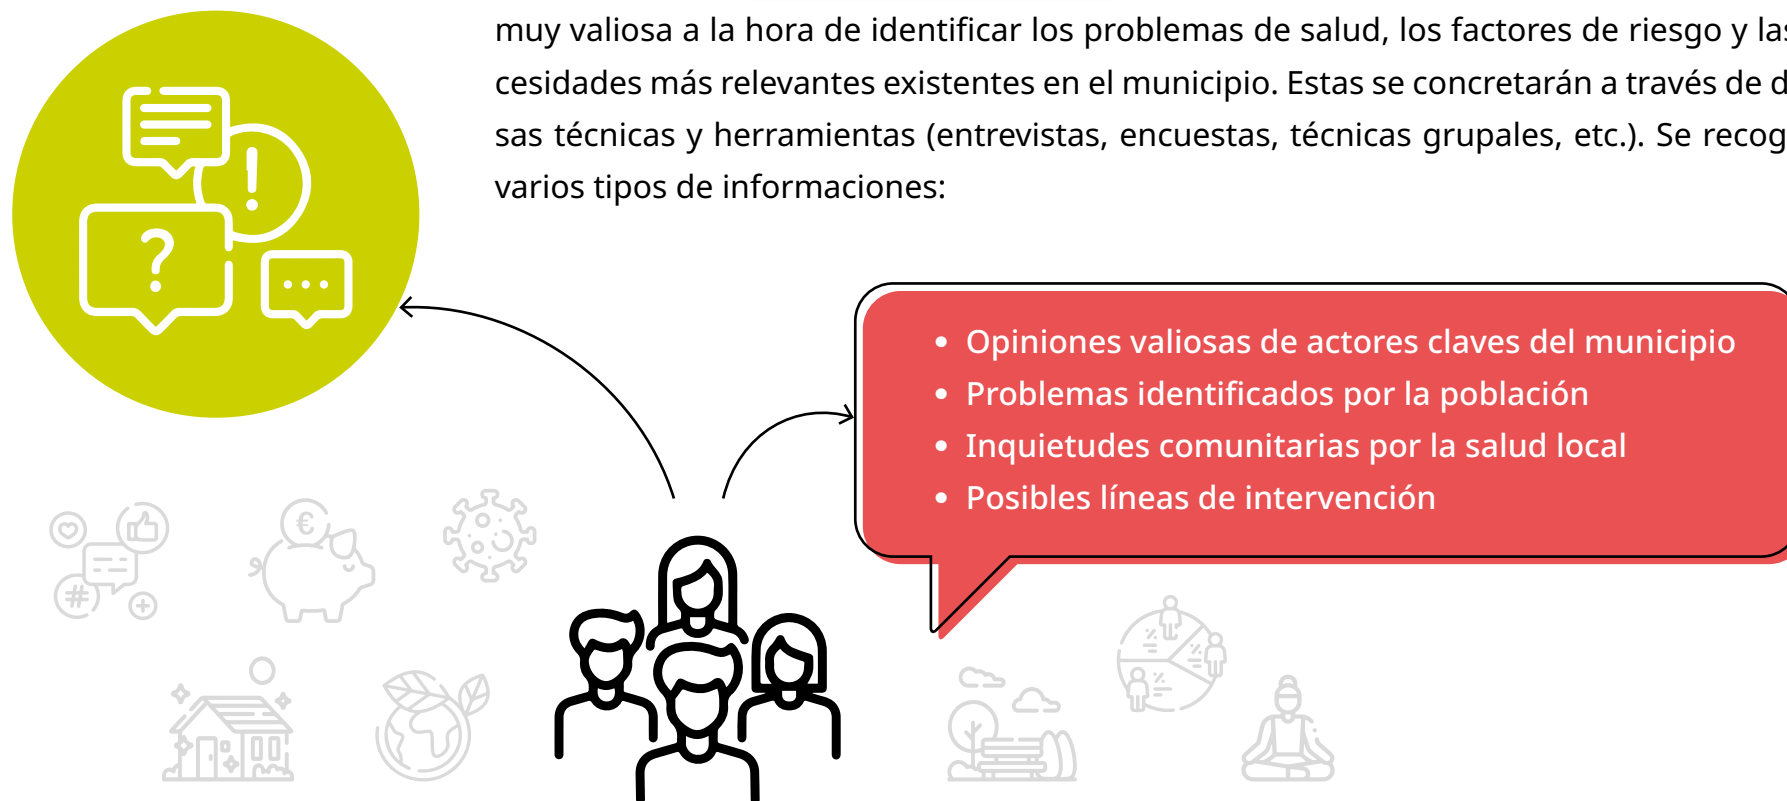 muy valiosa a la hora de identificar los problemas de salud, los factores de riesgo y las
cesidades más relevantes existentes en el municipio. Estas se concretarán a través de d
sas técnicas y herramientas (entrevistas, encuestas, técnicas grupales, etc.). Se recog
varios tipos de informaciones:
• Opiniones valiosas de actores claves del municipio
• Problemas identificados por la población
• Inquietudes comunitarias por la salud local
• Posibles líneas de intervención